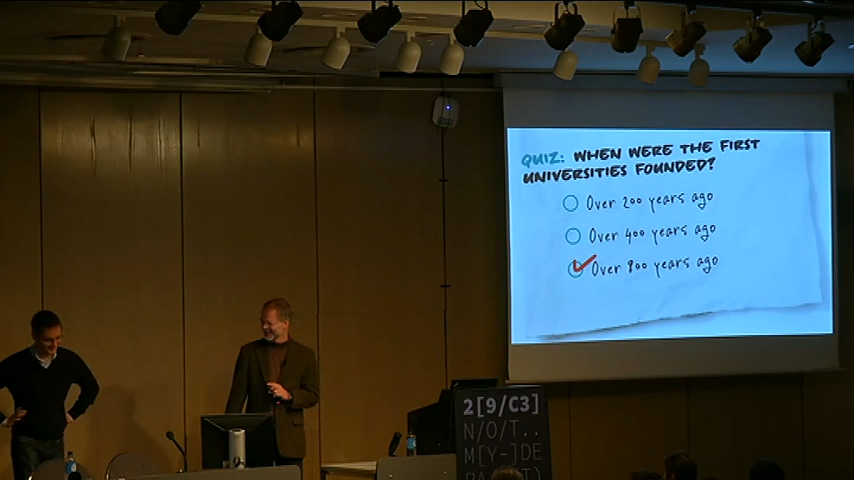 QUIZ: WHEN WERE THE FIRST
UNIVERSITIES FOUNDED?
Over 200 years ago
Over 400 years ago
Over 800 years ago
2[9/C3]
N/O/T..
M[Y-]DE